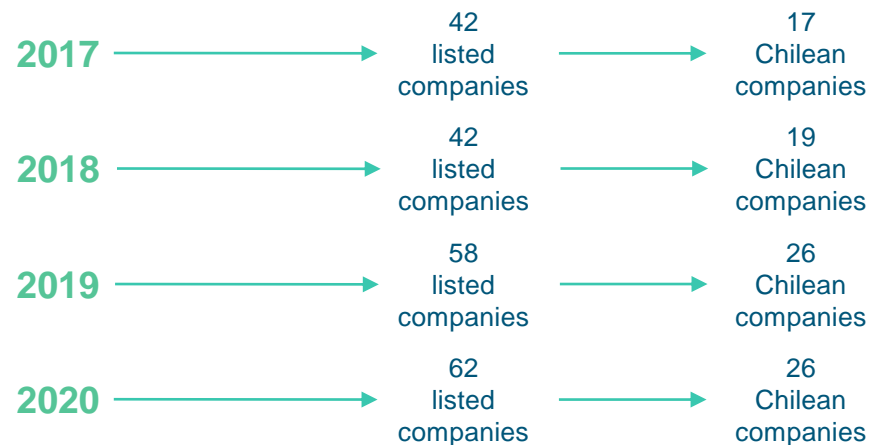 2017
42
listed
companies
17
Chilean
companies
2018
42
listed
companies
19
Chilean
companies
2019
58
listed
companies
26
Chilean
companies
2020
62
listed
companies
26
Chilean
companies